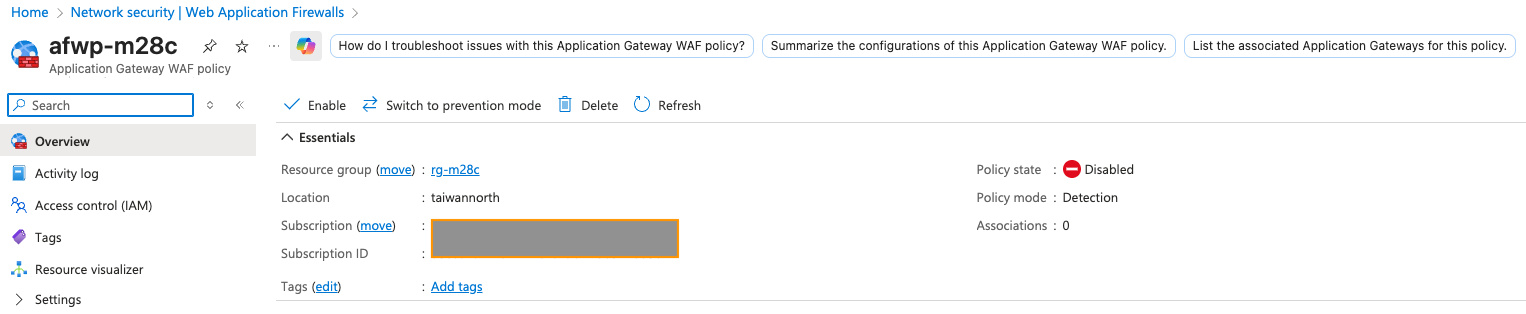 Home > Network security | Web Application Firewalls >
afwp-m28c ... How do I troubleshoot issues with this Application Gateway WAF policy? Summarize the configurations of this Application Gateway WAF policy. List the associated Application Gateways for this policy.
Application Gateway WAF policy
Search
Enable Switch to prevention mode Delete Refresh
Overview
Activity log
Access control (IAM)
Tags
Resource visualizer
Settings
Essentials
Resource group (move) : rg-m28c
Location : taiwannorth
Subscription (move) :
Subscription ID :
Tags (edit) : Add tags
Policy state : Disabled
Policy mode : Detection
Associations : 0